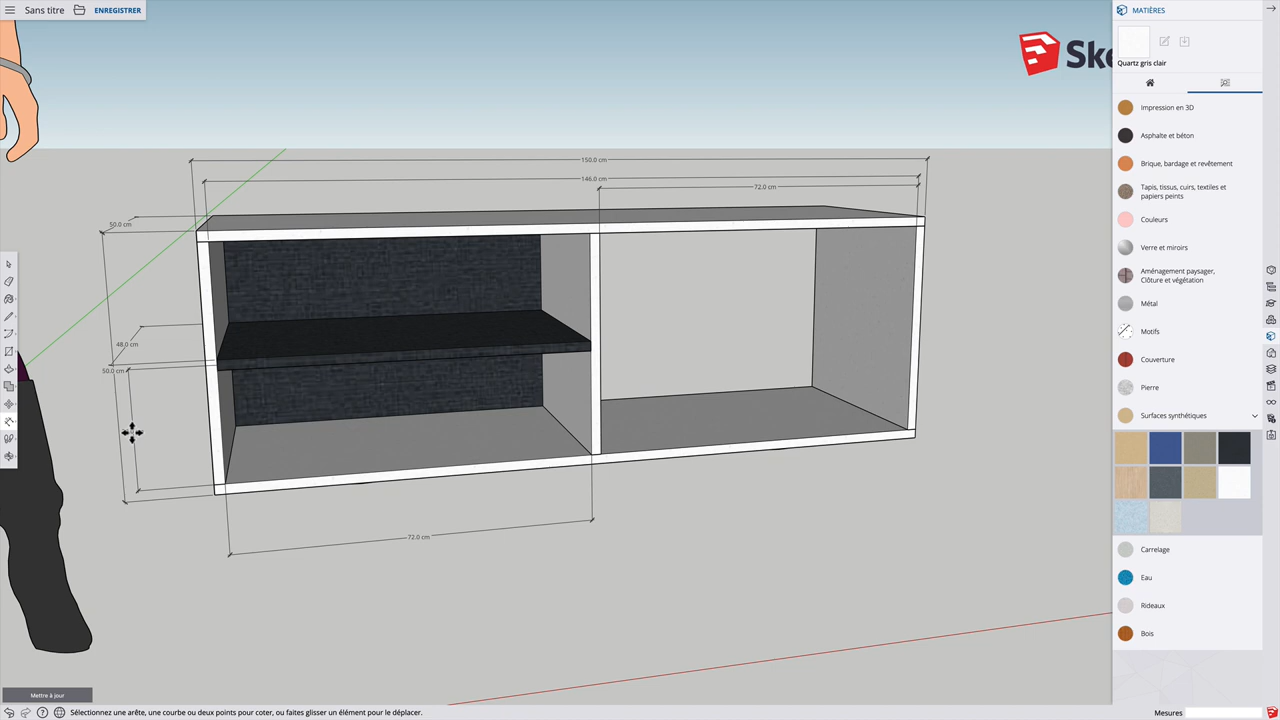 Sans titre
ENREGISTRER
Ske
150.0 cm
146.0 cm
72.0 cm
50.0 cm
48.0 cm
50.0 cm
72.0 cm
MATIÈRES
Quartz gris clair
Impression en 3D
Asphalte et béton
Brique, bardage et revêtement
Tapis, tissus, cuirs, textiles et
papiers peints
Couleurs
Verre et miroirs
Aménagement paysager,
Clôture et végétation
Métal
Motifs
Couverture
Pierre
Surfaces synthétiques
Carrelage
Eau
Rideaux
Bois
Mettre à jour
Sélectionnez une arête, une courbe ou deux points pour coter, ou faites glisser un élément pour le déplacer.
Mesures